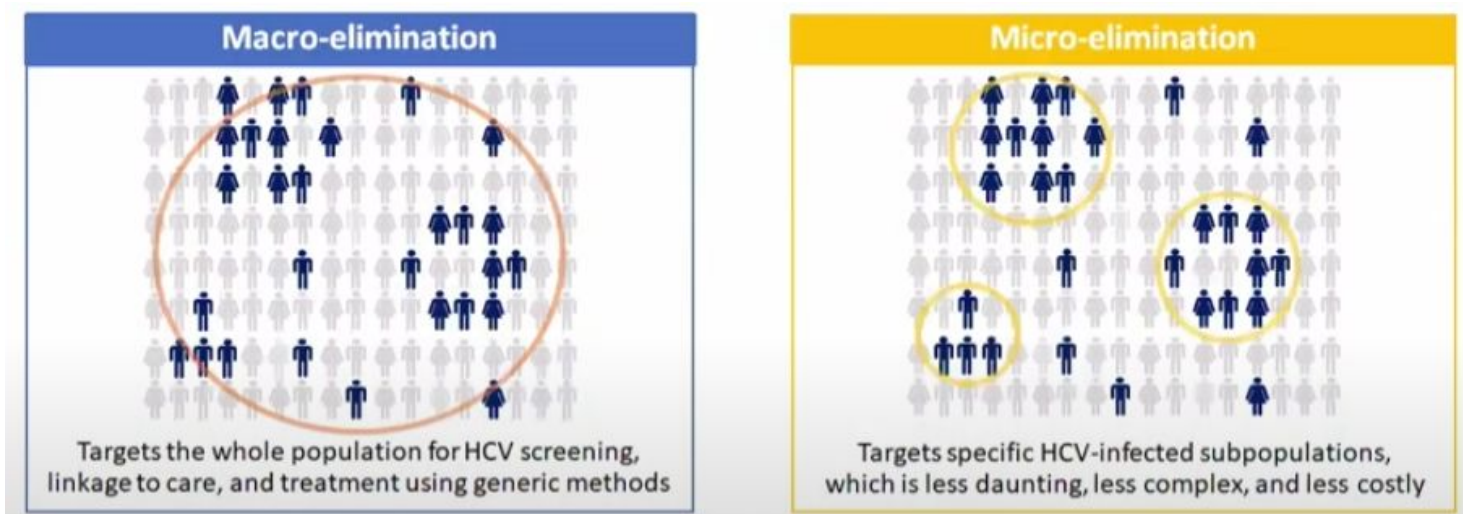 Macro-elimination
Targets the whole population for HCV screening,
linkage to care, and treatment using generic methods
Micro-elimination
Targets specific HCV-infected subpopulations,
which is less daunting, less complex, and less costly